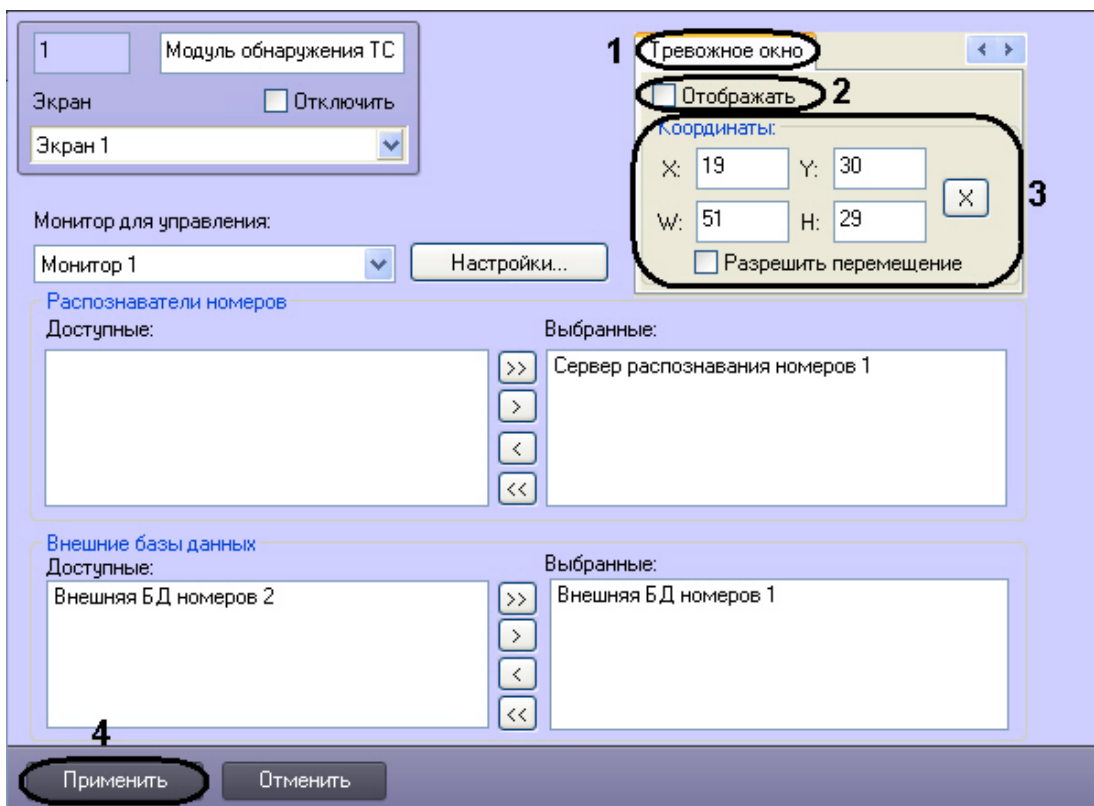 1 Модуль обнаружения ТС
Экран Отключить
Экран 1
1 Тревожное окно < >
Отображать 2
Координаты:
X: 19 Y: 30 X 3
W: 51 H: 29
Разрешить перемещение
Монитор для управления:
Монитор 1 Настройки...
Распознаватели номеров
Доступные: Выбранные:
>> Сервер распознавания номеров 1
>
<
<<
Внешние базы данных
Доступные: Выбранные:
Внешняя БД номеров 2 >> Внешняя БД номеров 1
>
<
<<
4
Применить Отменить